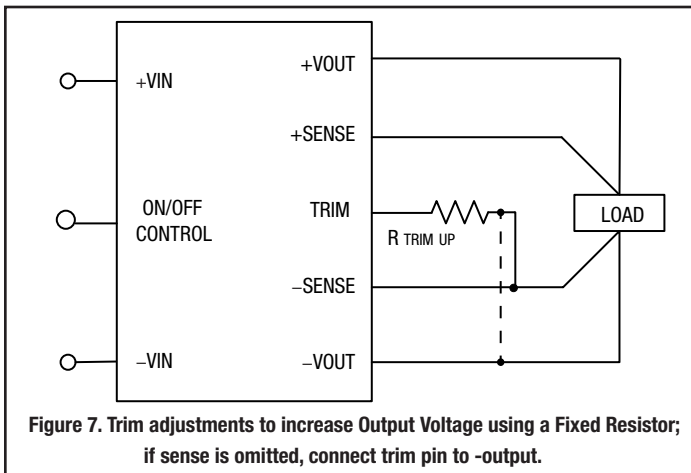 +VOUT
+VIN
+SENSE
ON/OFF
CONTROL
TRIM
LOAD
R TRIM UP
−SENSE
−VIN
−VOUT
Figure 7. Trim adjustments to increase Output Voltage using a Fixed Resistor;
if sense is omitted, connect trim pin to -output.